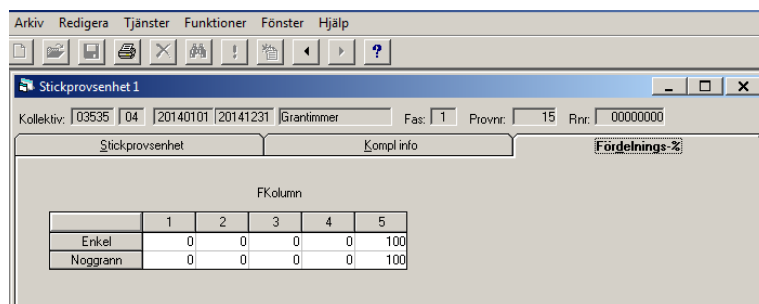 Arkiv Redigera Tjänster Funktioner Fönster Hjälp
! ?
Stickprovsenhet 1
Kollektiv: 03535 04 20140101 20141231 Grantimmer Fas: 1 Provnr: 15 Rnr: 00000000
Stickprovsenhet Kompl info Fördelnings-%
FKolumn
1 2 3 4 5
Enkel 0 0 0 0 100
Noggrann 0 0 0 0 100